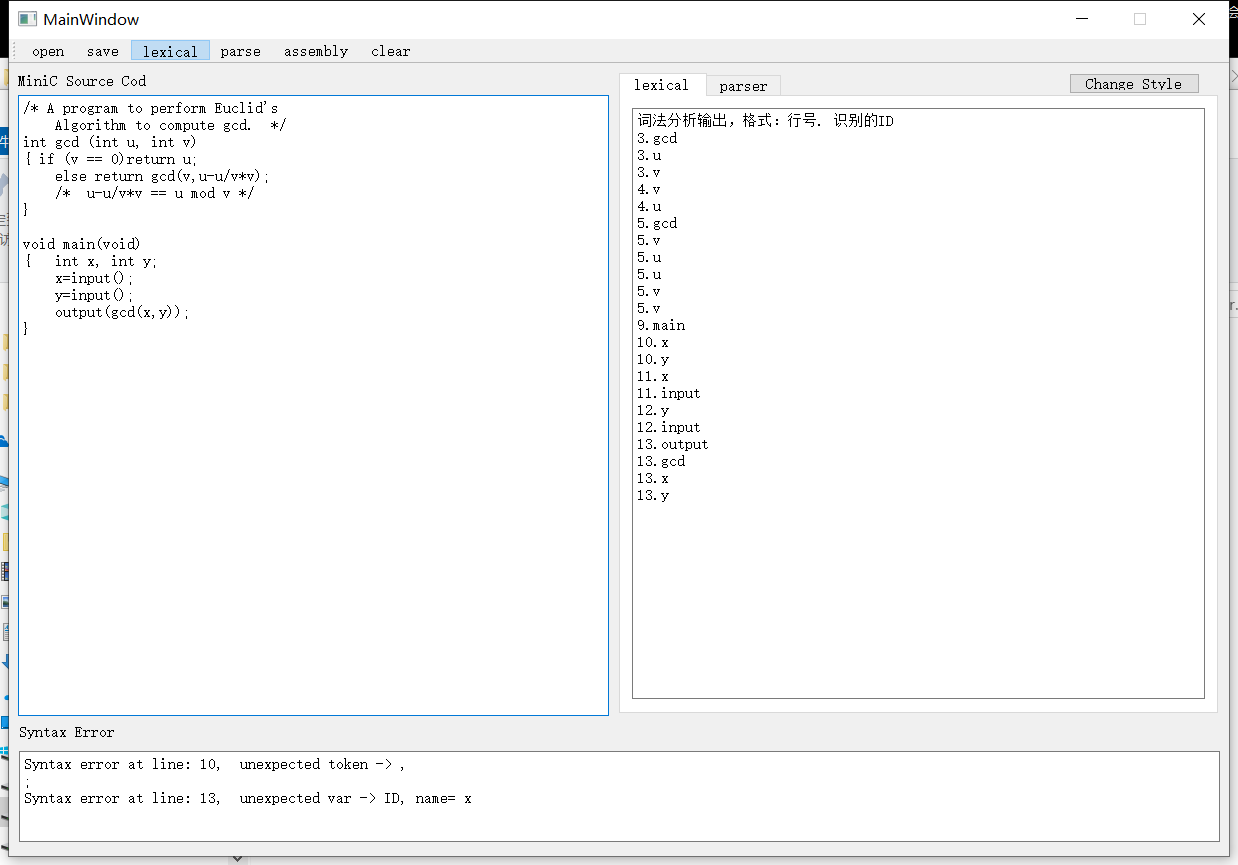 MainWindow
open save lexical parse assembly clear
MiniC Source Cod
/* A program to perform Euclid's
Algorithm to compute gcd. */
int gcd (int u, int v)
{ if (v == 0)return u;
else return gcd(v,u-u/v*v);
/* u-u/v*v == u mod v */
}
void main(void)
{ int x, int y;
x=input();
y=input();
output(gcd(x,y));
}
lexical parser
Change Style
词法分析输出，格式：行号. 识别的ID
3.gcd
3.u
3.v
4.v
4.u
5.gcd
5.v
5.u
5.u
5.v
5.v
9.main
10.x
10.y
11.x
11.input
12.y
12.input
13.output
13.gcd
13.x
13.y
Syntax Error
Syntax error at line: 10, unexpected token -> ,
;
Syntax error at line: 13, unexpected var -> ID, name= x